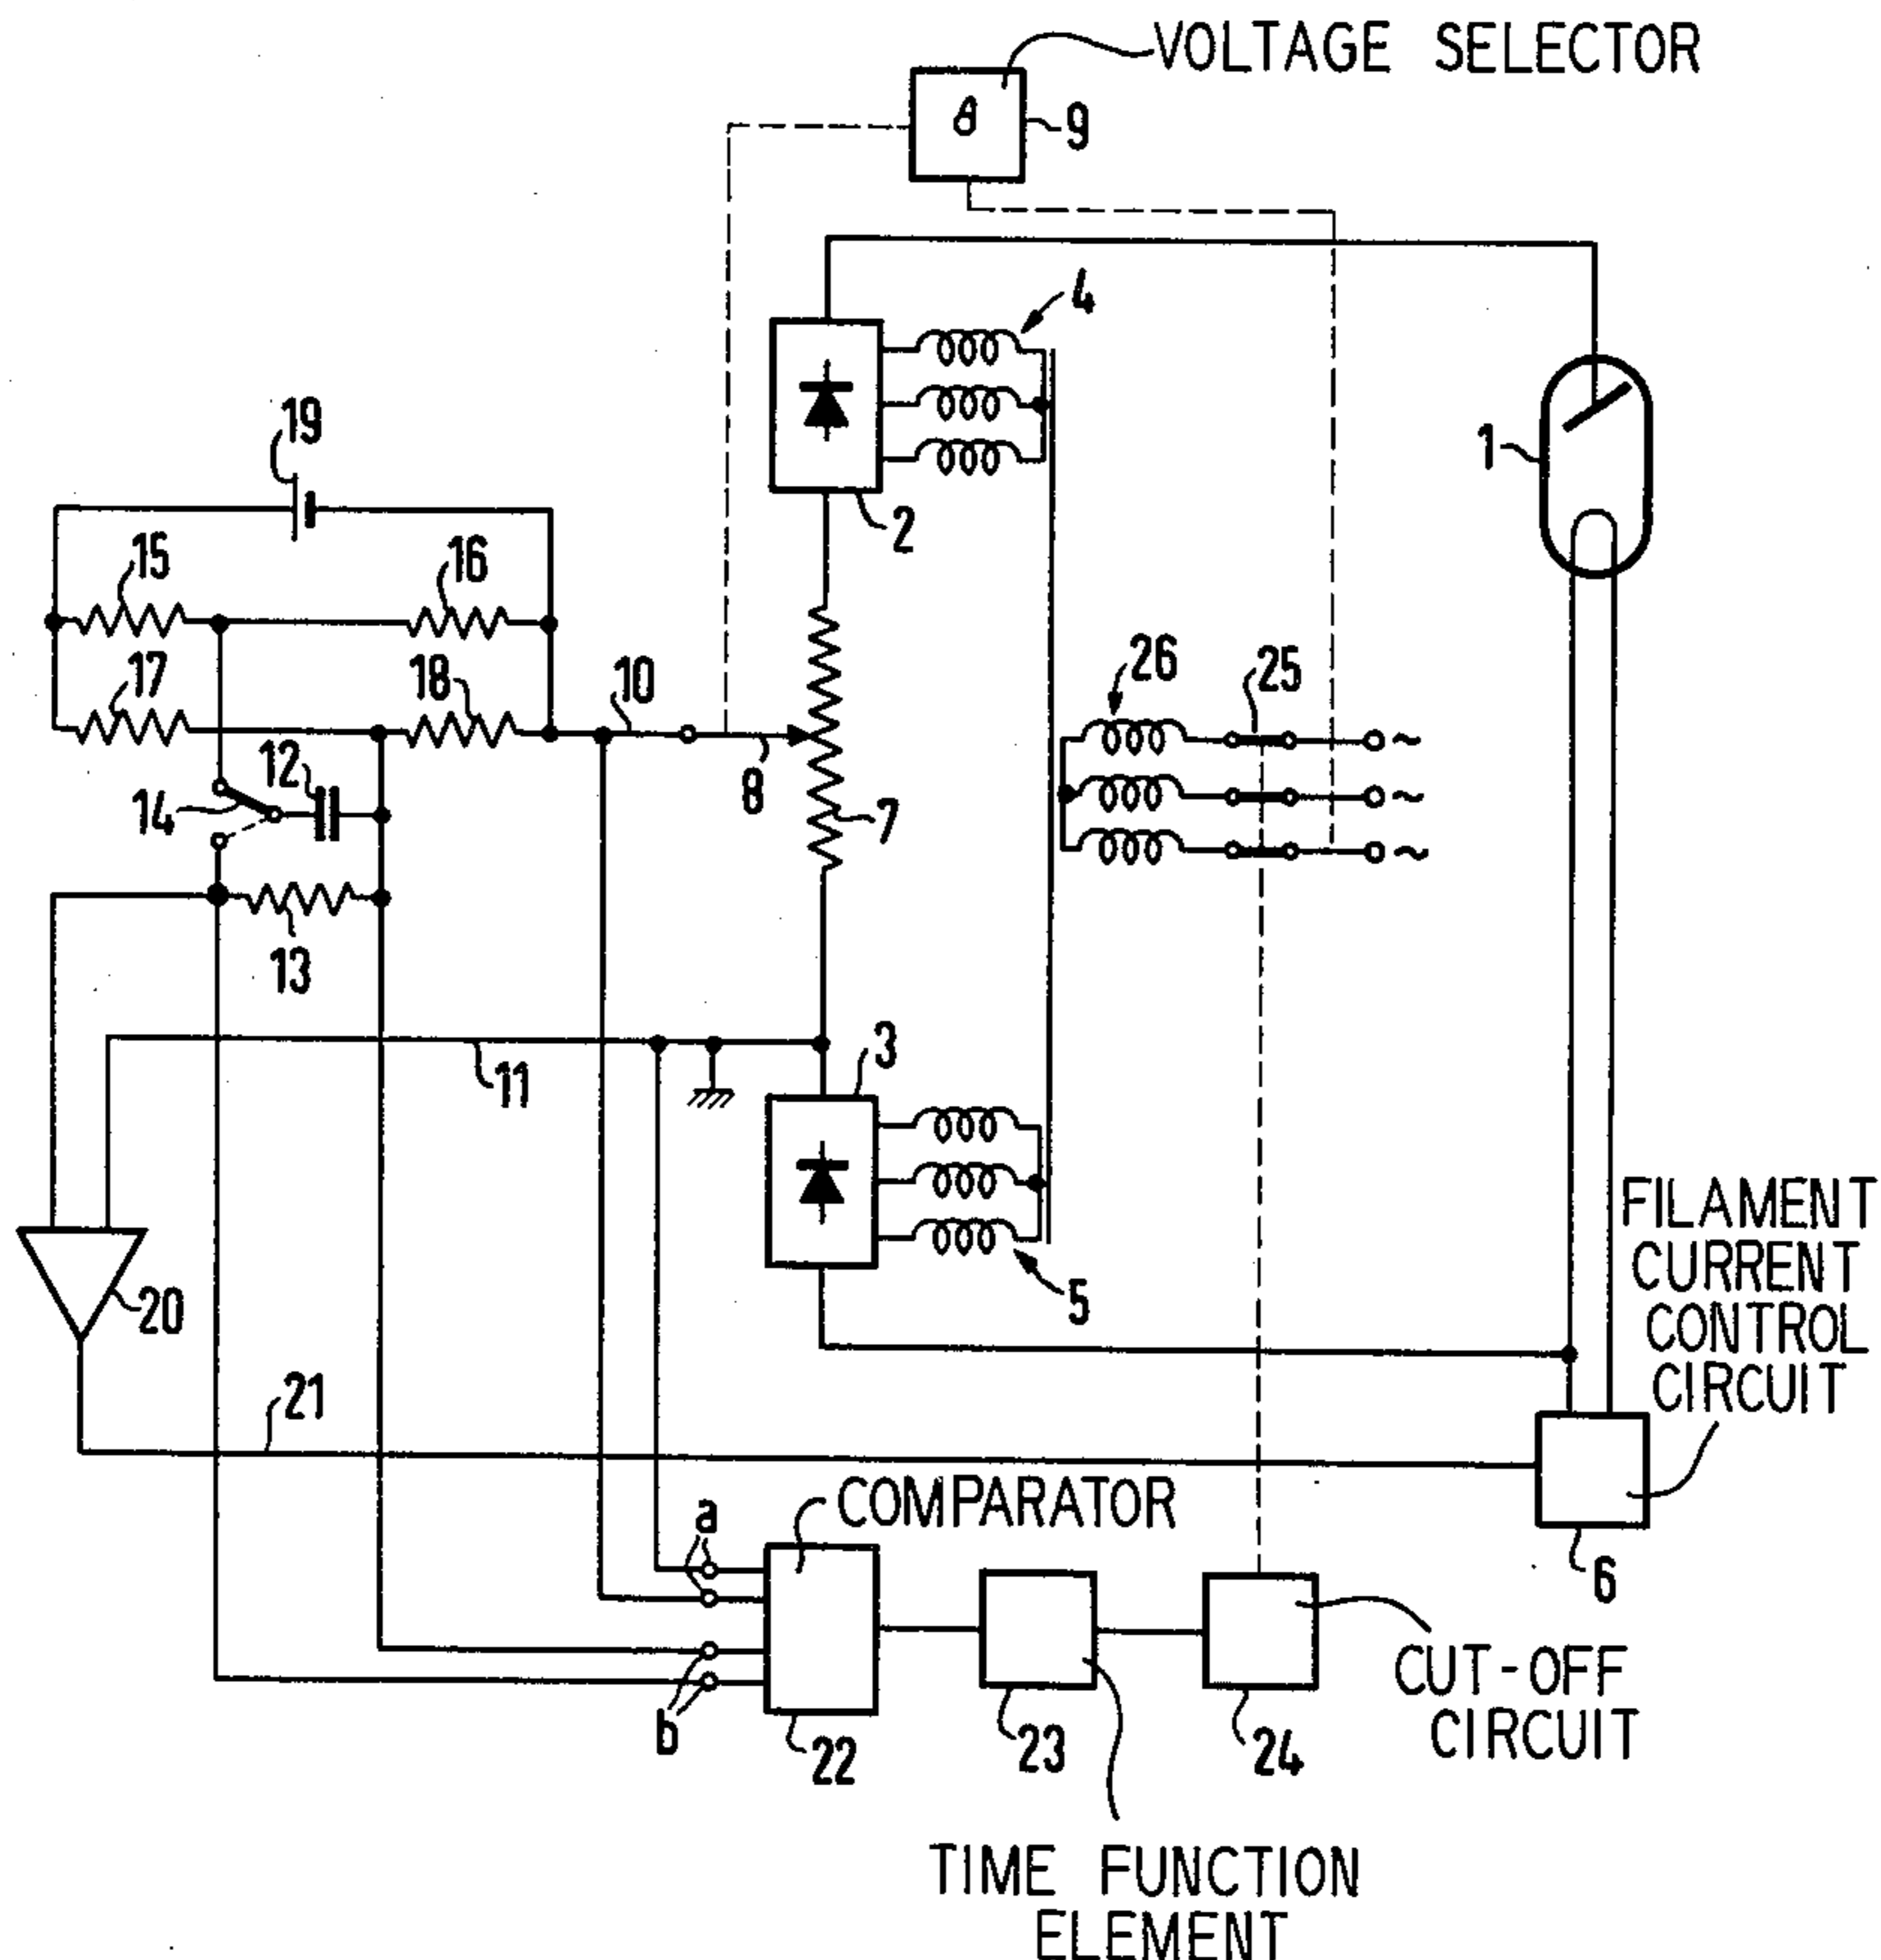 VOLTAGE SELECTOR
9
4
1
19
2
15
16
17
18
10
26
25
12
14
8
7
13
3
11
5
20
FILAMENT
CURRENT
CONTROL
CIRCUIT
21
a
COMPARATOR
6
b
22
23
24
CUT-OFF
CIRCUIT
TIME FUNCTION
ELEMENT